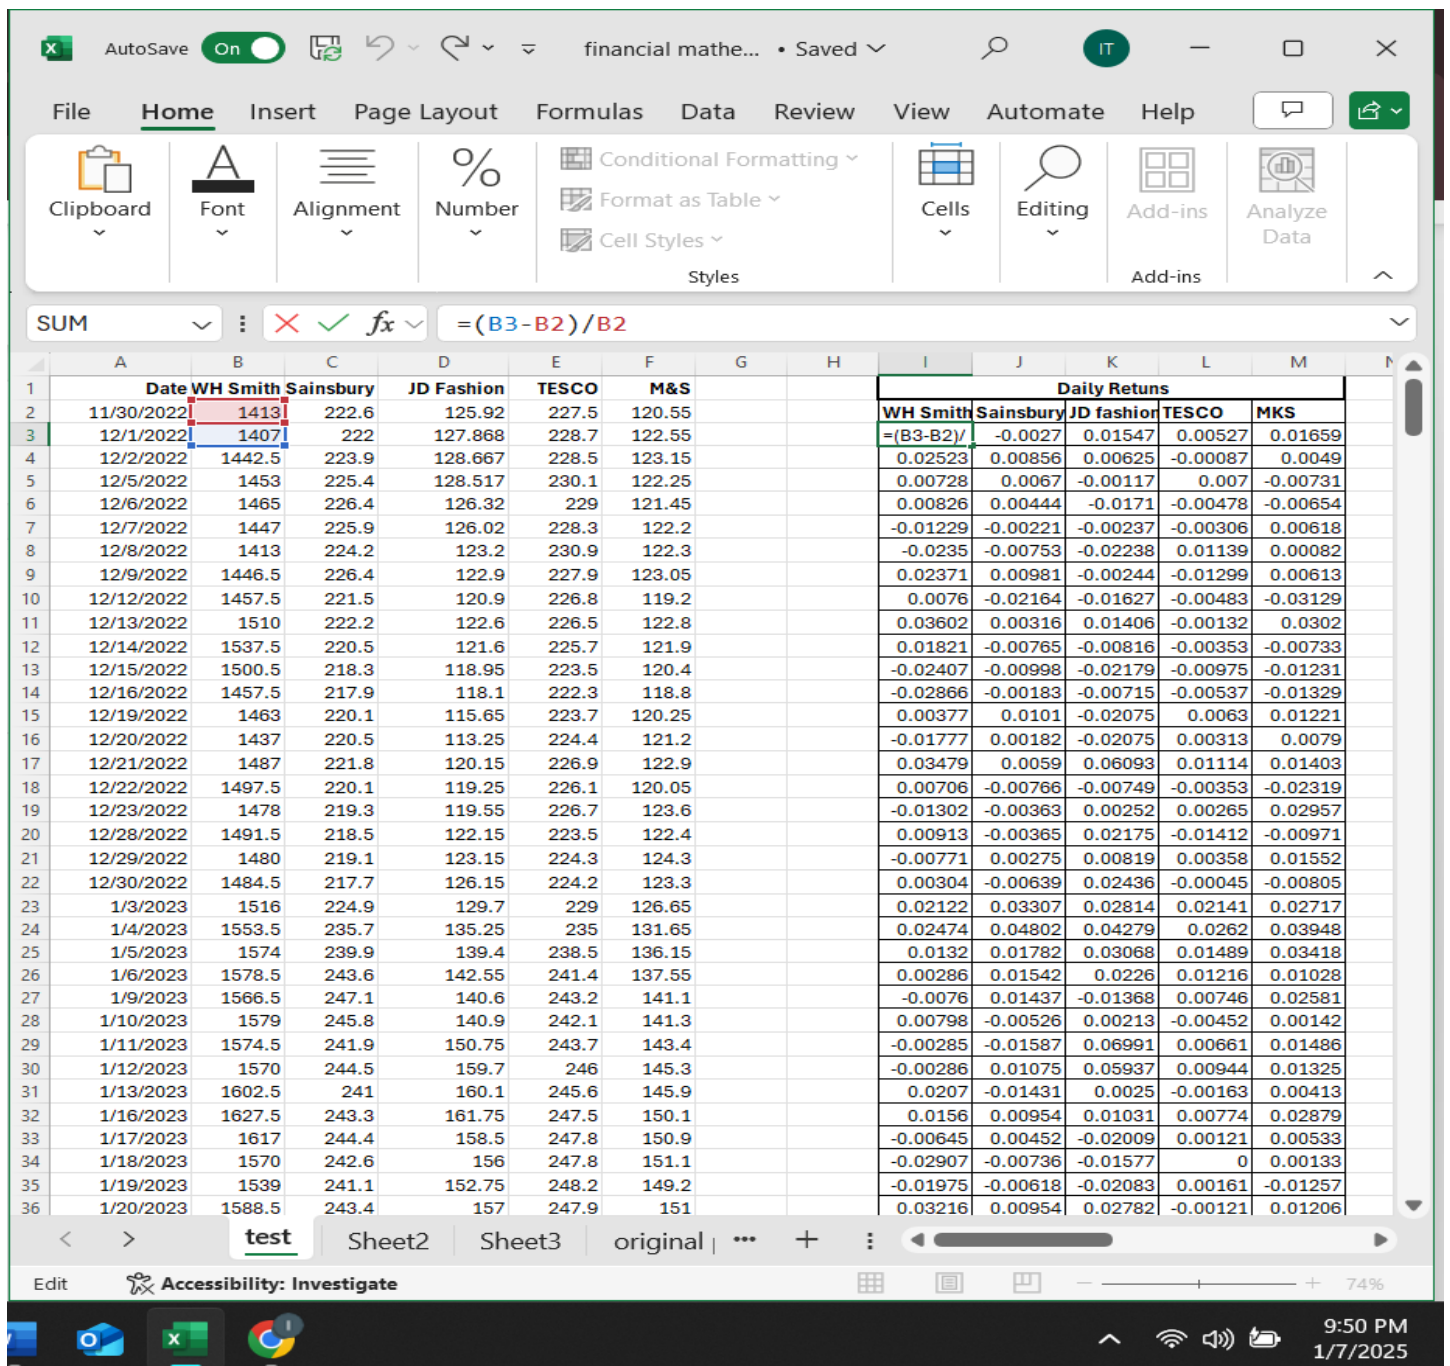 AutoSave On financial mathe... • Saved IT
File Home Insert Page Layout Formulas Data Review View Automate Help
Clipboard Font Alignment Number Conditional Formatting Format as Table Cell Styles Cells Editing Add-ins Analyze Data
Styles Add-ins
SUM fx =(B3-B2)/B2
A B C D E F G H I J K L M N
1 Date WH Smith Sainsbury JD Fashion TESCO M&S Daily Retuns
2 11/30/2022 1413 222.6 125.92 227.5 120.55 WH Smith Sainsbury JD fashion TESCO MKS
3 12/1/2022 1407 222 127.868 228.7 122.55 =(B3-B2)/ -0.0027 0.01547 0.00527 0.01659
4 12/2/2022 1442.5 223.9 128.667 228.5 123.15 0.02523 0.00856 0.00625 -0.00087 0.0049
5 12/5/2022 1453 225.4 128.517 230.1 122.25 0.00728 0.0067 -0.00117 0.007 -0.00731
6 12/6/2022 1465 226.4 126.32 229 121.45 0.00826 0.00444 -0.0171 -0.00478 -0.00654
7 12/7/2022 1447 225.9 126.02 228.3 122.2 -0.01229 -0.00221 -0.00237 -0.00306 0.00618
8 12/8/2022 1413 224.2 123.2 230.9 122.3 -0.0235 -0.00753 -0.02238 0.01139 0.00082
9 12/9/2022 1446.5 226.4 122.9 227.9 123.05 0.02371 0.00981 -0.00244 -0.01299 0.00613
10 12/12/2022 1457.5 221.5 120.9 226.8 119.2 0.0076 -0.02164 -0.01627 -0.00483 -0.03129
11 12/13/2022 1510 222.2 122.6 226.5 122.8 0.03602 0.00316 0.01406 -0.00132 0.0302
12 12/14/2022 1537.5 220.5 121.6 225.7 121.9 0.01821 -0.00765 -0.00816 -0.00353 -0.00733
13 12/15/2022 1500.5 218.3 118.95 223.5 120.4 -0.02407 -0.00998 -0.02179 -0.00975 -0.01231
14 12/16/2022 1457.5 217.9 118.1 222.3 118.8 -0.02866 -0.00183 -0.00715 -0.00537 -0.01329
15 12/19/2022 1463 220.1 115.65 223.7 120.25 0.00377 0.0101 -0.02075 0.0063 0.01221
16 12/20/2022 1437 220.5 113.25 224.4 121.2 -0.01777 0.00182 -0.02075 0.00313 0.0079
17 12/21/2022 1487 221.8 120.15 226.9 122.9 0.03479 0.0059 0.06093 0.01114 0.01403
18 12/22/2022 1497.5 220.1 119.25 226.1 120.05 0.00706 -0.00766 -0.00749 -0.00353 -0.02319
19 12/23/2022 1478 219.3 119.55 226.7 123.6 -0.01302 -0.00363 0.00252 0.00265 0.02957
20 12/28/2022 1491.5 218.5 122.15 223.5 122.4 0.00913 -0.00365 0.02175 -0.01412 -0.00971
21 12/29/2022 1480 219.1 123.15 224.3 124.3 -0.00771 0.00275 0.00819 0.00358 0.01552
22 12/30/2022 1484.5 217.7 126.15 224.2 123.3 0.00304 -0.00639 0.02436 -0.00045 -0.00805
23 1/3/2023 1516 224.9 129.7 229 126.65 0.02122 0.03307 0.02814 0.02141 0.02717
24 1/4/2023 1553.5 235.7 135.25 235 131.65 0.02474 0.04802 0.04279 0.0262 0.03948
25 1/5/2023 1574 239.9 139.4 238.5 136.15 0.0132 0.01782 0.03068 0.01489 0.03418
26 1/6/2023 1578.5 243.6 142.55 241.4 137.55 0.00286 0.01542 0.0226 0.01216 0.01028
27 1/9/2023 1566.5 247.1 140.6 243.2 141.1 -0.0076 0.01437 -0.01368 0.00746 0.02581
28 1/10/2023 1579 245.8 140.9 242.1 141.3 0.00798 -0.00526 0.00213 -0.00452 0.00142
29 1/11/2023 1574.5 241.9 150.75 243.7 143.4 -0.00285 -0.01587 0.06991 0.00661 0.01486
30 1/12/2023 1570 244.5 159.7 246 145.3 -0.00286 0.01075 0.05937 0.00944 0.01325
31 1/13/2023 1602.5 241 160.1 245.6 145.9 0.0207 -0.01431 0.0025 -0.00163 0.00413
32 1/16/2023 1627.5 243.3 161.75 247.5 150.1 0.0156 0.00954 0.01031 0.00774 0.02879
33 1/17/2023 1617 244.4 158.5 247.8 150.9 -0.00645 0.00452 -0.02009 0.00121 0.00533
34 1/18/2023 1570 242.6 156 247.8 151.1 -0.02907 -0.00736 -0.01577 0 0.00133
35 1/19/2023 1539 241.1 152.75 248.2 149.2 -0.01975 -0.00618 -0.02083 0.00161 -0.01257
36 1/20/2023 1588.5 243.4 157 247.9 151 0.03216 0.00954 0.02782 -0.00121 0.01206
test Sheet2 Sheet3 original
Edit Accessibility: Investigate 74%
9:50 PM
1/7/2025